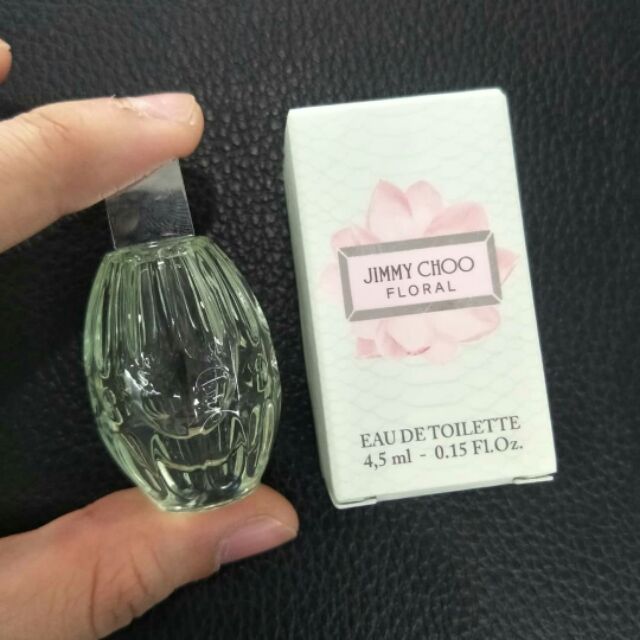 JIMMY CHOO
FLORAL
EAU DE TOILETTE
4,5 ml - 0.15 Fl.Oz.